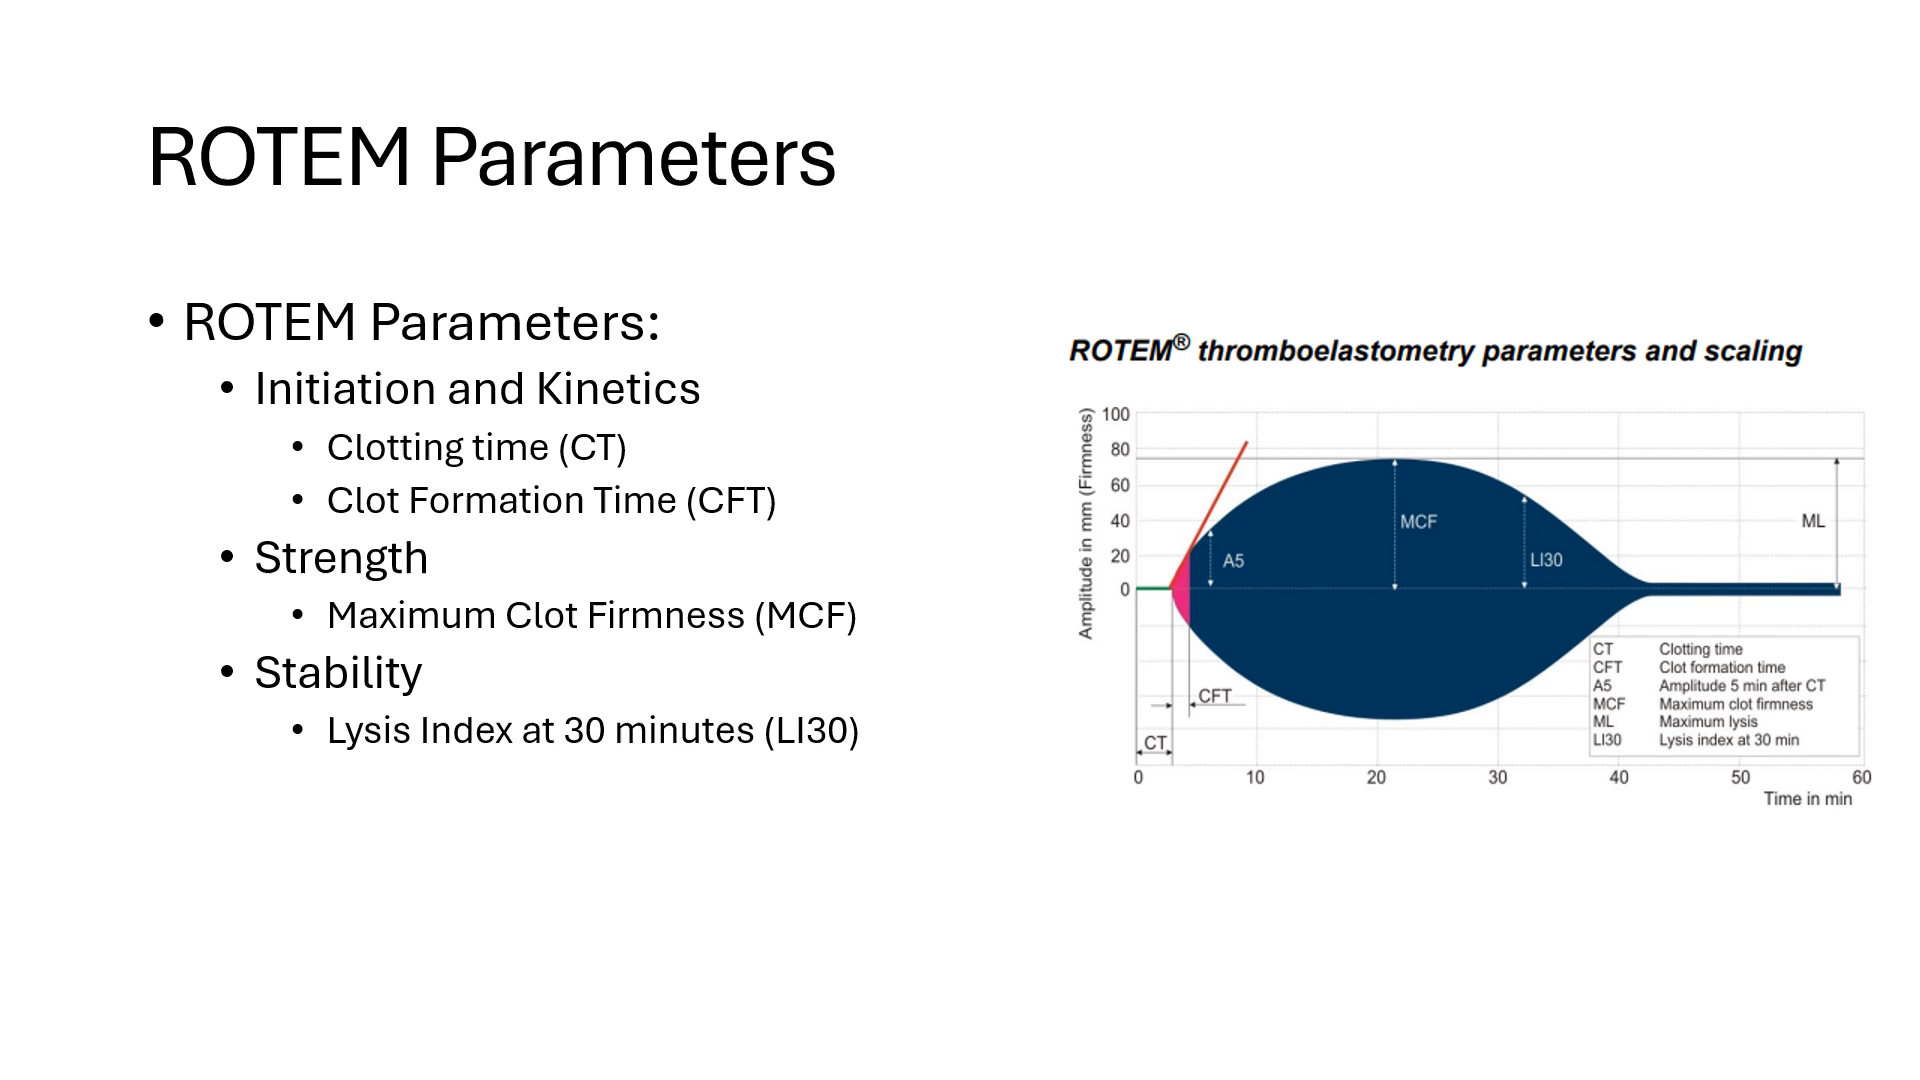 ROTEM Parameters
• ROTEM Parameters:
• Initiation and Kinetics
• Clotting time (CT)
• Clot Formation Time (CFT)
• Strength
• Maximum Clot Firmness (MCF)
• Stability
• Lysis Index at 30 minutes (LI30)
ROTEM® thromboelastometry parameters and scaling
Amplitude in mm (Firmness)
100
80
60
40
20
0
A5
MCF
LI30
ML
CFT
CT
CT Clotting time
CFT Clot formation time
A5 Amplitude 5 min after CT
MCF Maximum clot firmness
ML Maximum lysis
LI30 Lysis index at 30 min
0 10 20 30 40 50 60
Time in min